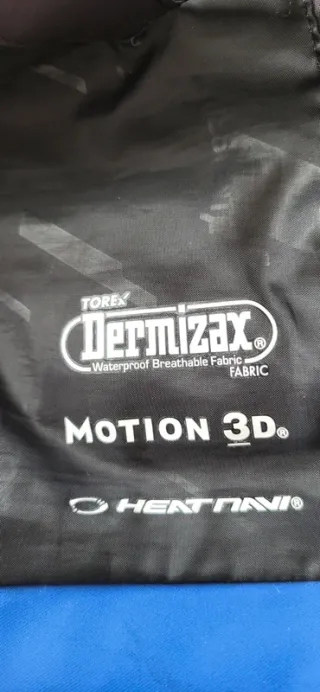 TOREX
Dermizax®
Waterproof Breathable Fabric
FABRIC
MOTION 3D®
HEATNAVI®